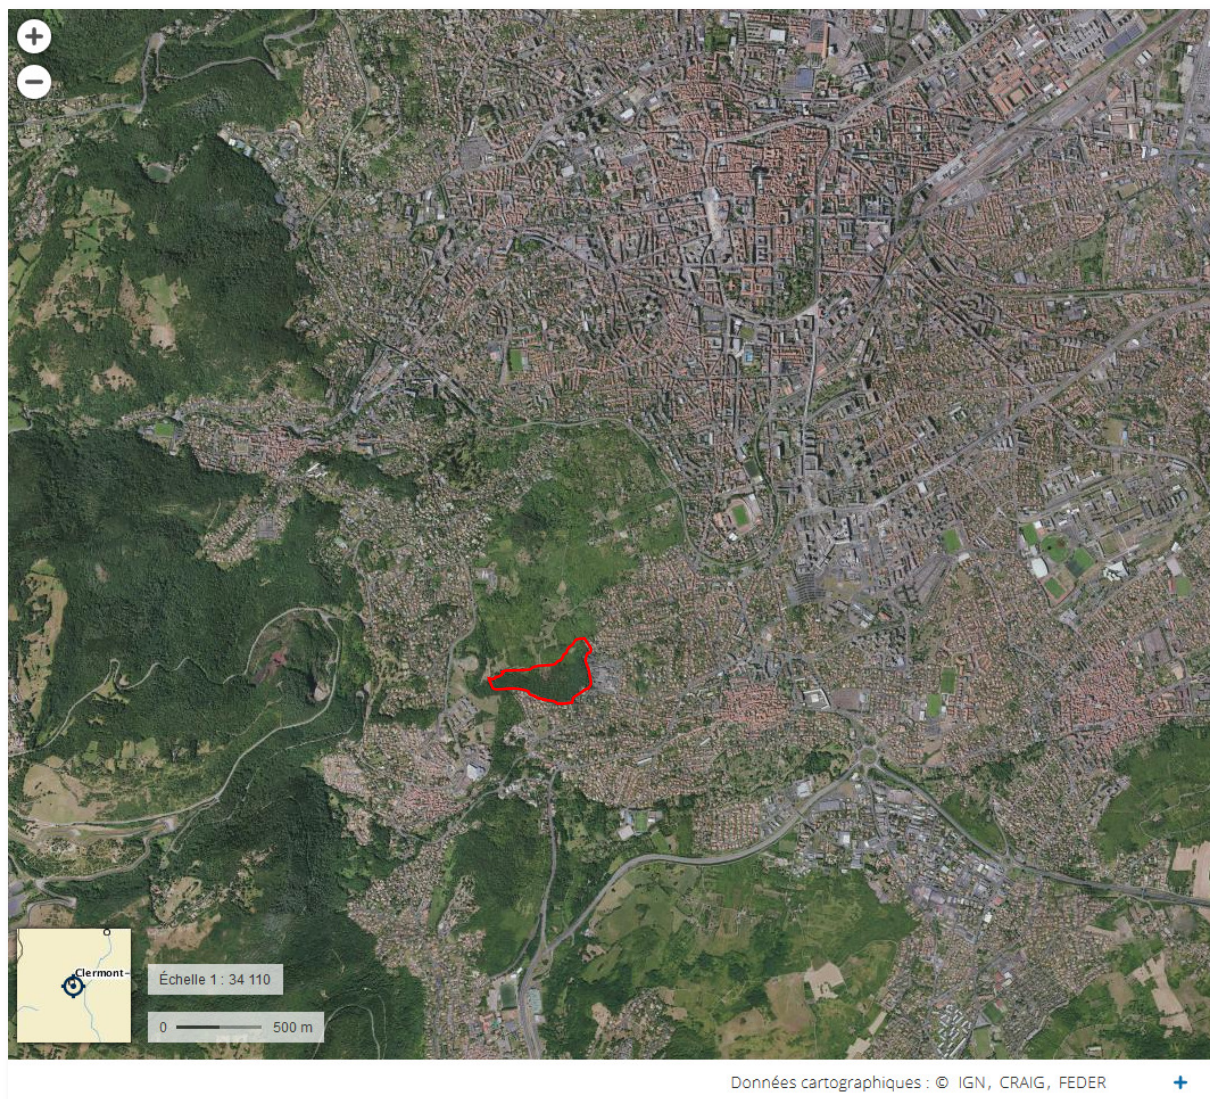 Clermont-
Échelle 1 : 34 110
0 500 m
Données cartographiques : © IGN, CRAIG, FEDER